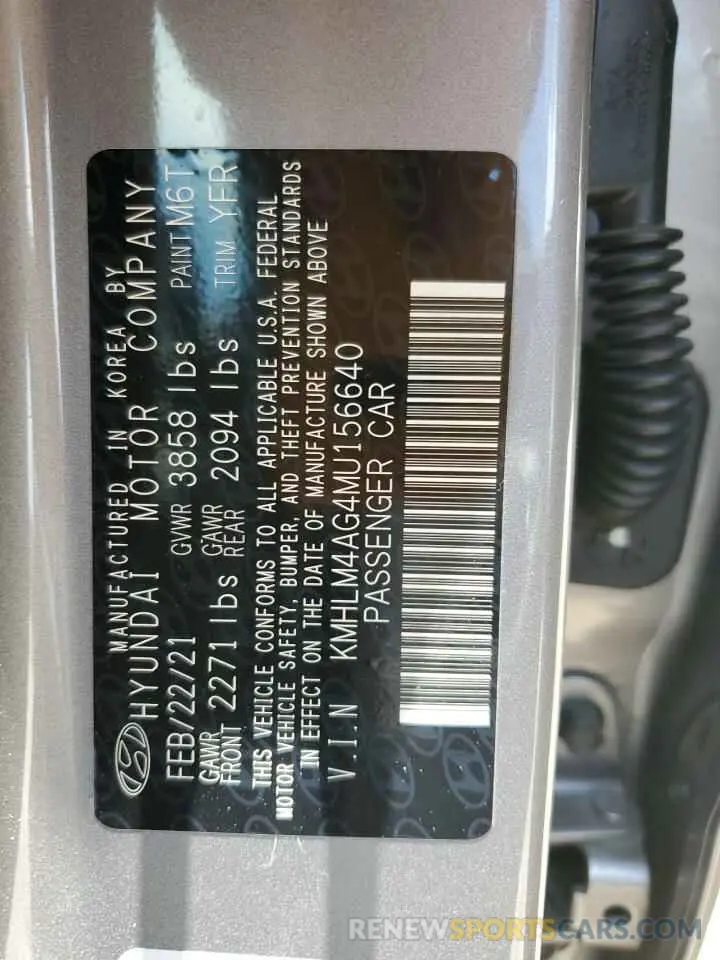 MANUFACTURED IN KOREA BY
HYUNDAI MOTOR COMPANY
FEB/22/21 GVWR 3858 lbs PAINT M6T
GAWR FRONT 2271 lbs GAWR REAR 2094 lbs TRIM YFR
THIS VEHICLE CONFORMS TO ALL APPLICABLE U.S.A. FEDERAL
MOTOR VEHICLE SAFETY, BUMPER, AND THEFT PREVENTION STANDARDS
IN EFFECT ON THE DATE OF MANUFACTURE SHOWN ABOVE
V.I.N KMHLM4AG4MU156640
PASSENGER CAR
RENEWSPORTSCARS.COM